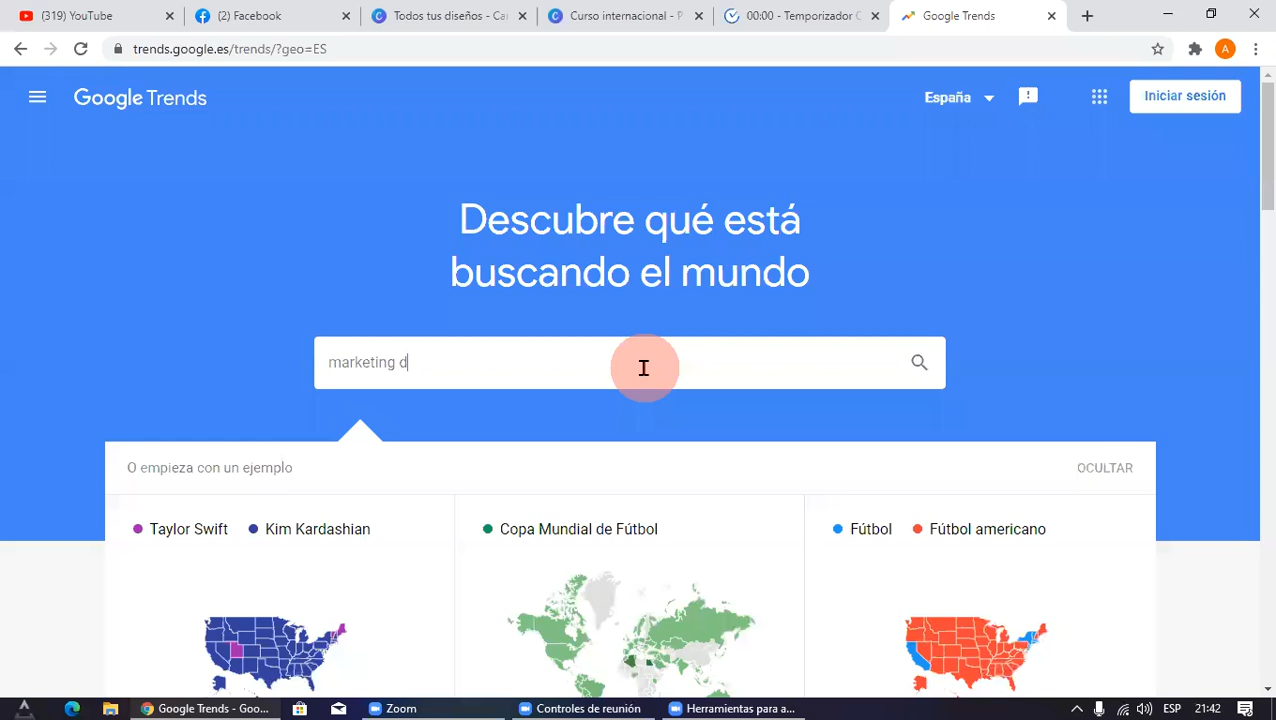 (319) YouTube
(2) Facebook
Todos tus diseños - Ca
Curso internacional - P
00:00 - Temporizador C
Google Trends
trends.google.es/trends/?geo=ES
A
Google Trends
España
Iniciar sesión
Descubre qué está
buscando el mundo
marketing d
O empieza con un ejemplo
OCULTAR
Taylor Swift
Kim Kardashian
Copa Mundial de Fútbol
Fútbol
Fútbol americano
Google Trends - Goo...
Zoom
Controles de reunión
Herramientas para a...
ESP
21:42